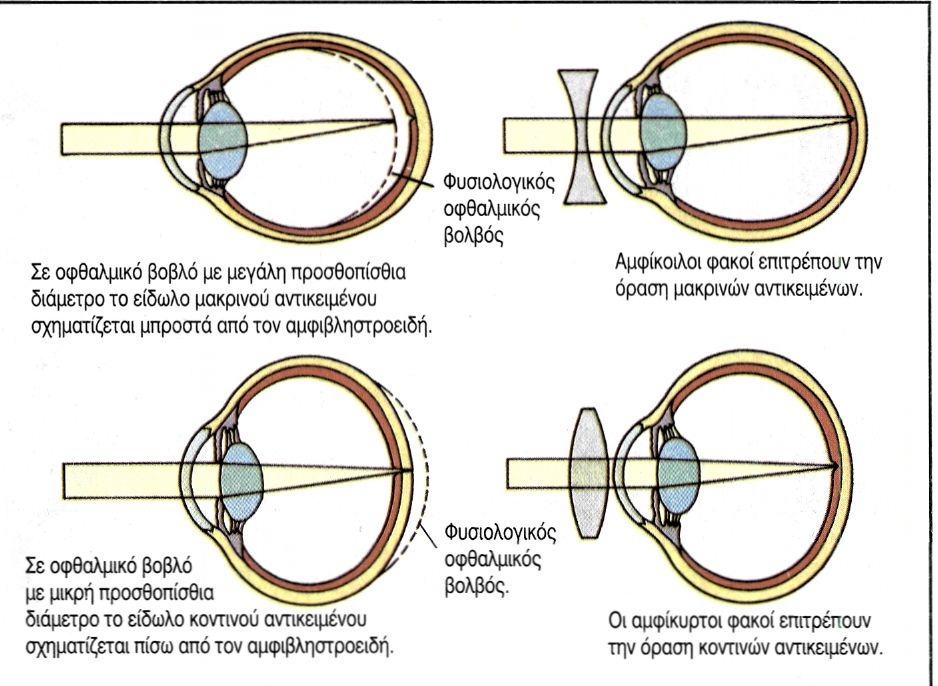 Φυσιολογικός
οφθαλμικός
βολβός
Σε οφθαλμικό βοβλό με μεγάλη προσθοπίσθια
διάμετρο το είδωλο μακρινού αντικειμένου
σχηματίζεται μπροστά από τον αμφιβληστροειδή.
Αμφίκοιλοι φακοί επιτρέπουν την
όραση μακρινών αντικειμένων.
Φυσιολογικός
οφθαλμικός
βολβός.
Σε οφθαλμικό βοβλό
με μικρή προσθοπίσθια
διάμετρο το είδωλο κοντινού αντικειμένου
σχηματίζεται πίσω από τον αμφιβληστροειδή.
Οι αμφίκυρτοι φακοί επιτρέπουν
την όραση κοντινών αντικειμένων.